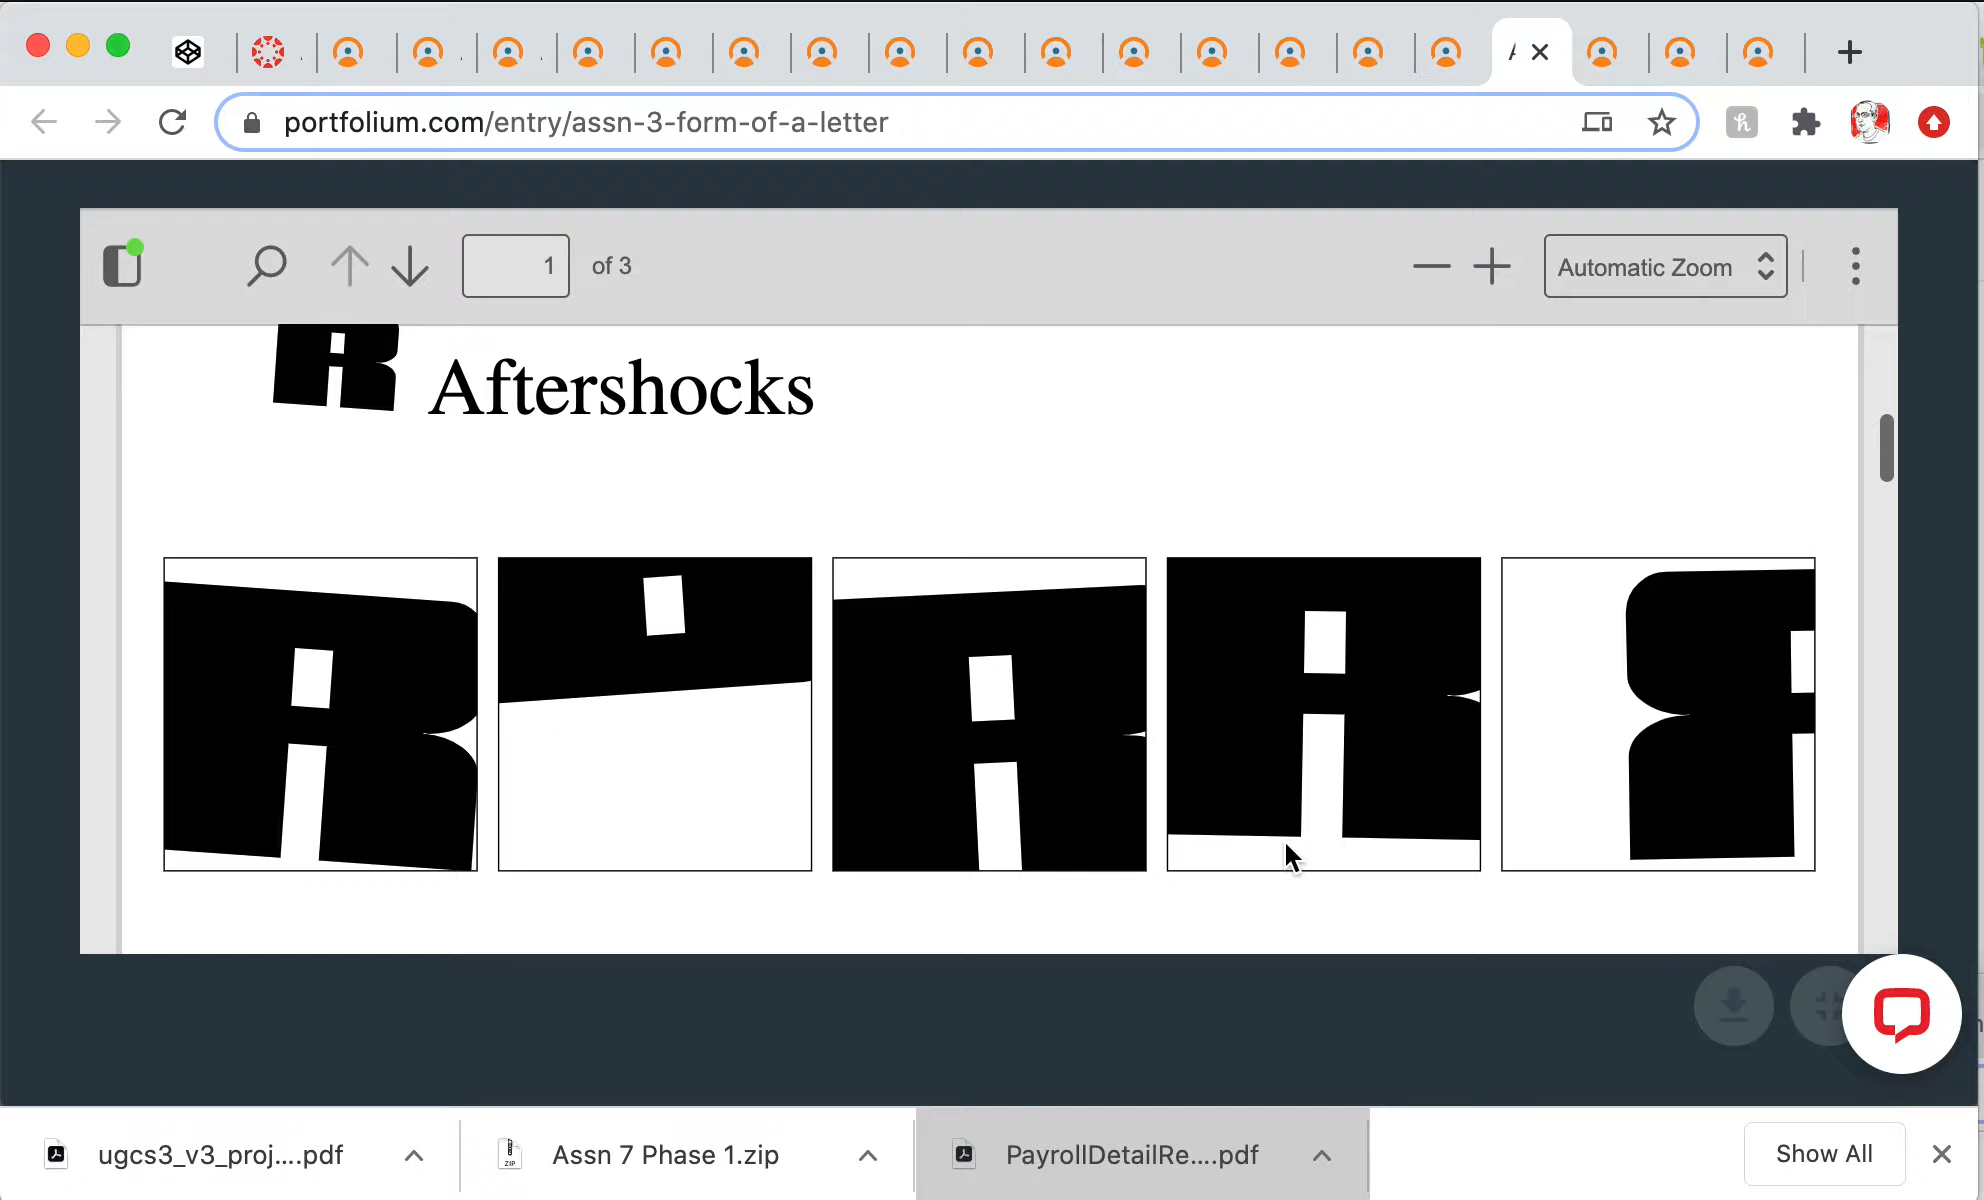 portfolium.com/entry/assn-3-form-of-a-letter
1 of 3
Automatic Zoom
R Aftershocks
R R R R
ugcs3_v3_proj....pdf
ZIP
Assn 7 Phase 1.zip
PayrollDetailRe....pdf
Show All